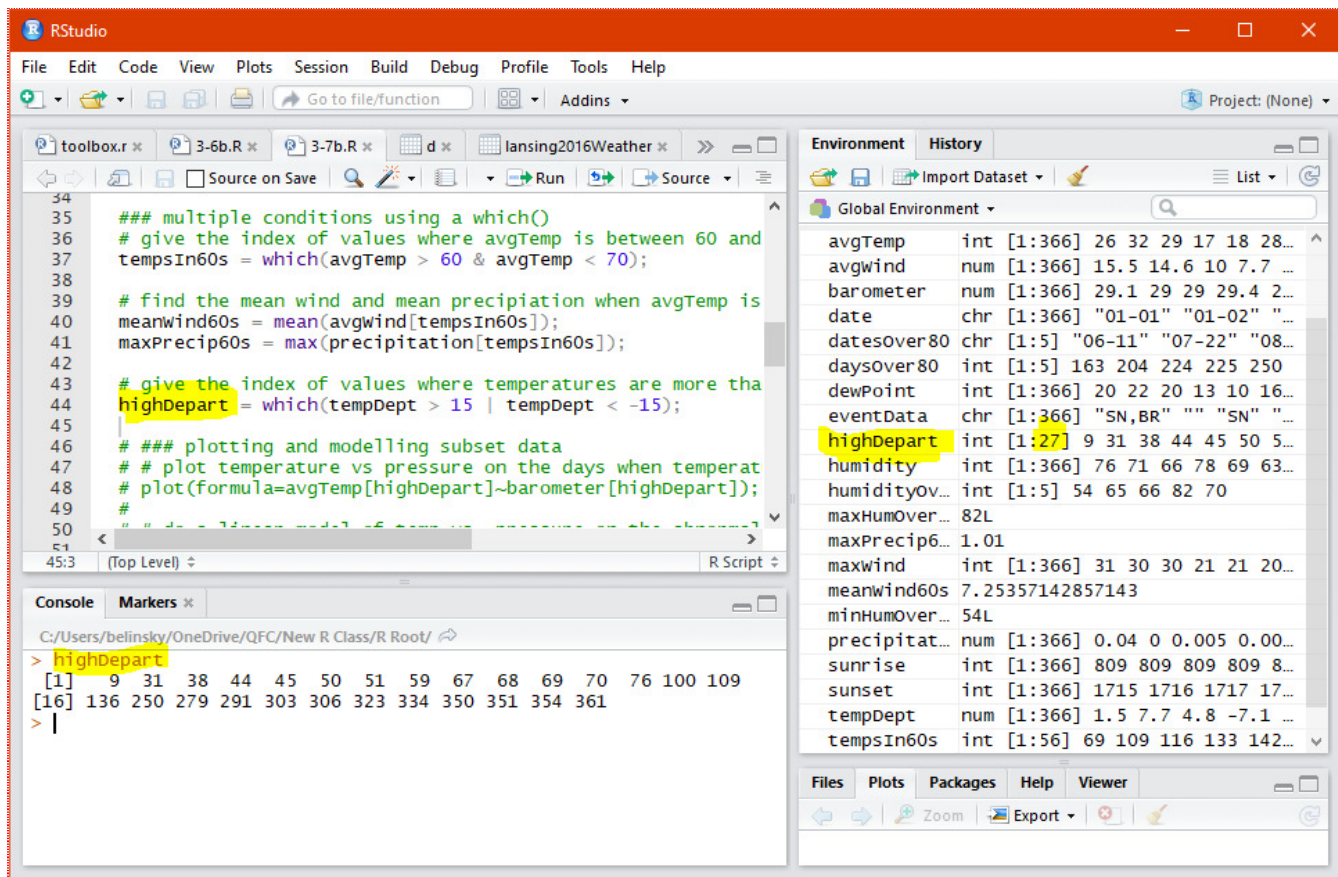 RStudio
File Edit Code View Plots Session Build Debug Profile Tools Help
Go to file/function Addins Project: (None)
toolbox.r 3-6b.R 3-7b.R d lansing2016Weather
Source on Save Run Source
34
35 ### multiple conditions using a which()
36 # give the index of values where avgTemp is between 60 and
37 tempsIn60s = which(avgTemp > 60 & avgTemp < 70);
38
39 # find the mean wind and mean precipiation when avgTemp is
40 meanWind60s = mean(avgWind[tempsIn60s]);
41 maxPrecip60s = max(precipitation[tempsIn60s]);
42
43 # give the index of values where temperatures are more tha
44 highDepart = which(tempDept > 15 | tempDept < -15);
45
46 # ### plotting and modelling subset data
47 # # plot temperature vs pressure on the days when temperat
48 # plot(formula=avgTemp[highDepart]~barometer[highDepart]);
49 #
50
51
45:3 (Top Level) R Script
Console Markers
C:/Users/belinsky/OneDrive/QFC/New R Class/R Root/
> highDepart
[1] 9 31 38 44 45 50 51 59 67 68 69 70 76 100 109
[16] 136 250 279 291 303 306 323 334 350 351 354 361
>
Environment History
Import Dataset List
Global Environment
avgTemp int [1:366] 26 32 29 17 18 28…
avgWind num [1:366] 15.5 14.6 10 7.7 …
barometer num [1:366] 29.1 29 29 29.4 2…
date chr [1:366] "01-01" "01-02" "…
datesOver80 chr [1:5] "06-11" "07-22" "08…
daysOver80 int [1:5] 163 204 224 225 250
dewPoint int [1:366] 20 22 20 13 10 16…
eventData chr [1:366] "SN,BR" "" "SN" "…
highDepart int [1:27] 9 31 38 44 45 50 5…
humidity int [1:366] 76 71 66 78 69 63…
humidityOv… int [1:5] 54 65 66 82 70
maxHumOver… 82L
maxPrecip6… 1.01
maxWind int [1:366] 31 30 30 21 21 20…
meanWind60s 7.25357142857143
minHumOver… 54L
precipitat… num [1:366] 0.04 0 0.005 0.00…
sunrise int [1:366] 809 809 809 809 8…
sunset int [1:366] 1715 1716 1717 17…
tempDept num [1:366] 1.5 7.7 4.8 -7.1 …
tempsIn60s int [1:56] 69 109 116 133 142…
Files Plots Packages Help Viewer
Zoom Export